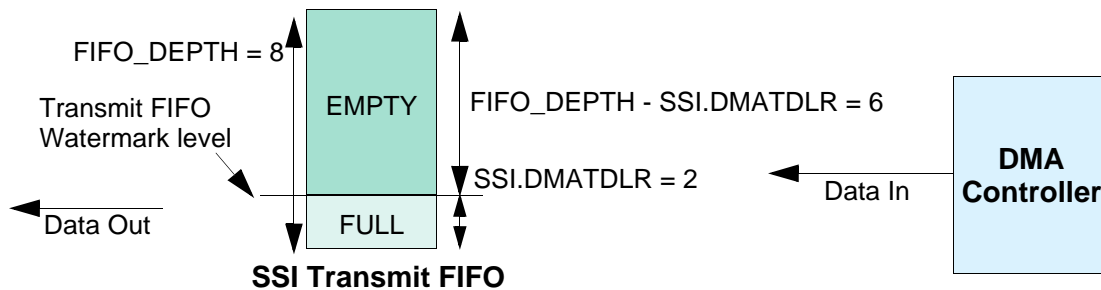 FIFO_DEPTH = 8
Transmit FIFO
Watermark level
Data Out
EMPTY
FULL
SSI Transmit FIFO
FIFO_DEPTH - SSI.DMATDLR = 6
SSI.DMATDLR = 2
Data In
DMA
Controller